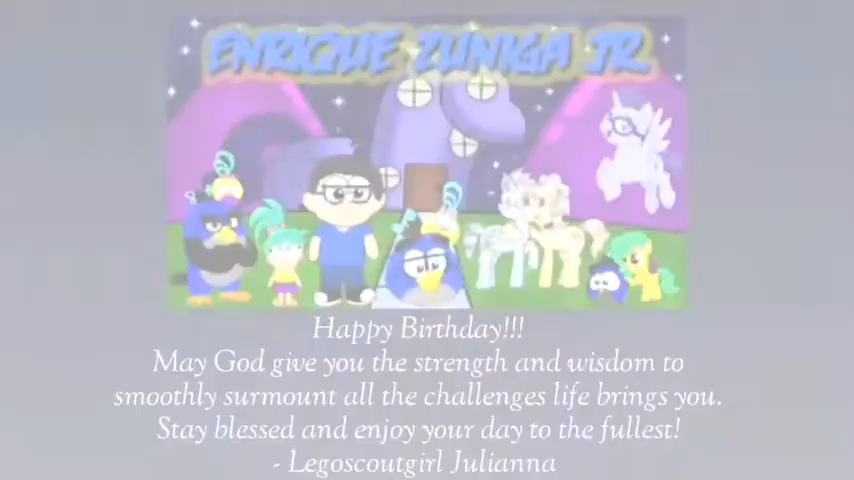 ENRIQUE ZUNIGA JR.
Happy Birthday!!!
May God give you the strength and wisdom to
smoothly surmount all the challenges life brings you.
Stay blessed and enjoy your day to the fullest!
- Legoscoutgirl Julianna